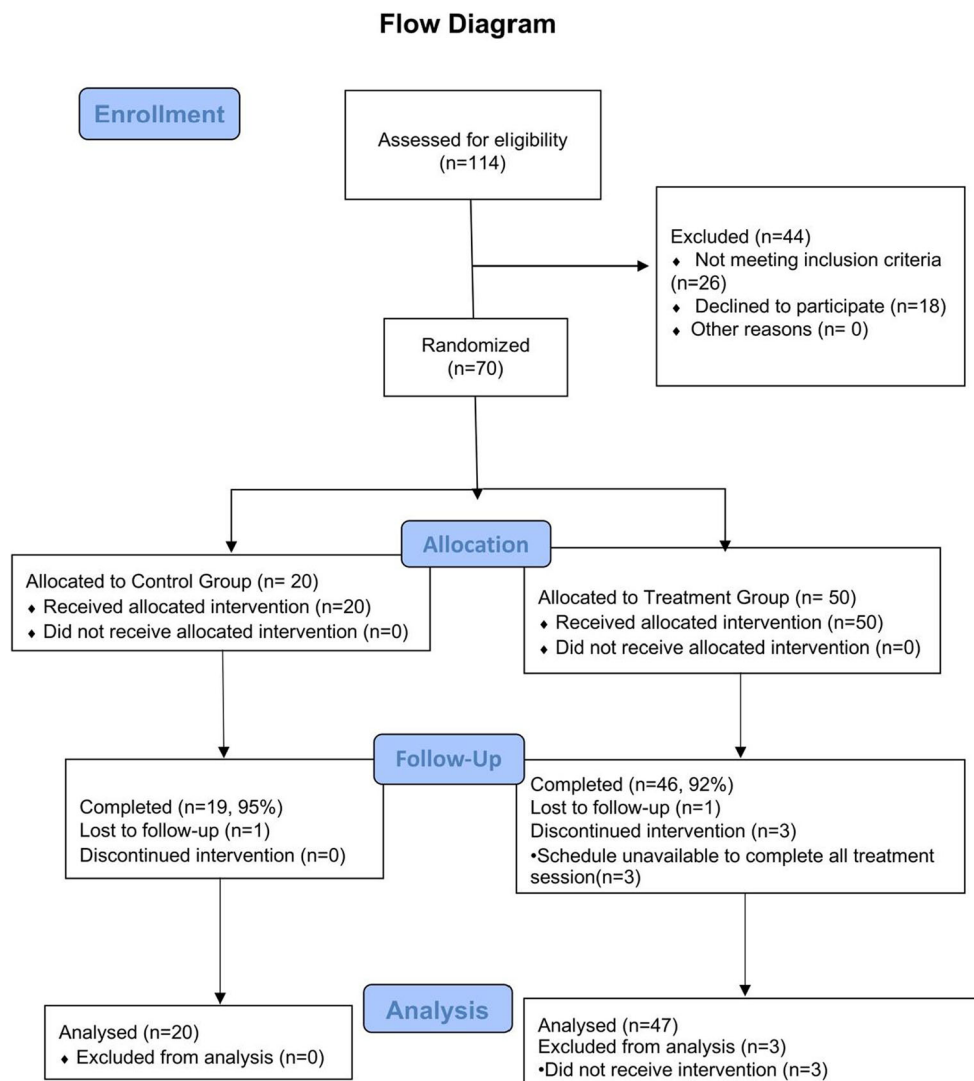 Flow Diagram
Enrollment
Assessed for eligibility
(n=114)
Excluded (n=44)
♦ Not meeting inclusion criteria
(n=26)
♦ Declined to participate (n=18)
♦ Other reasons (n= 0)
Randomized
(n=70)
Allocation
Allocated to Control Group (n= 20)
♦ Received allocated intervention (n=20)
♦ Did not receive allocated intervention (n=0)
Allocated to Treatment Group (n= 50)
♦ Received allocated intervention (n=50)
♦ Did not receive allocated intervention (n=0)
Follow-Up
Completed (n=19, 95%)
Lost to follow-up (n=1)
Discontinued intervention (n=0)
Completed (n=46, 92%)
Lost to follow-up (n=1)
Discontinued intervention (n=3)
•Schedule unavailable to complete all treatment
session(n=3)
Analysis
Analysed (n=20)
♦ Excluded from analysis (n=0)
Analysed (n=47)
Excluded from analysis (n=3)
•Did not receive intervention (n=3)